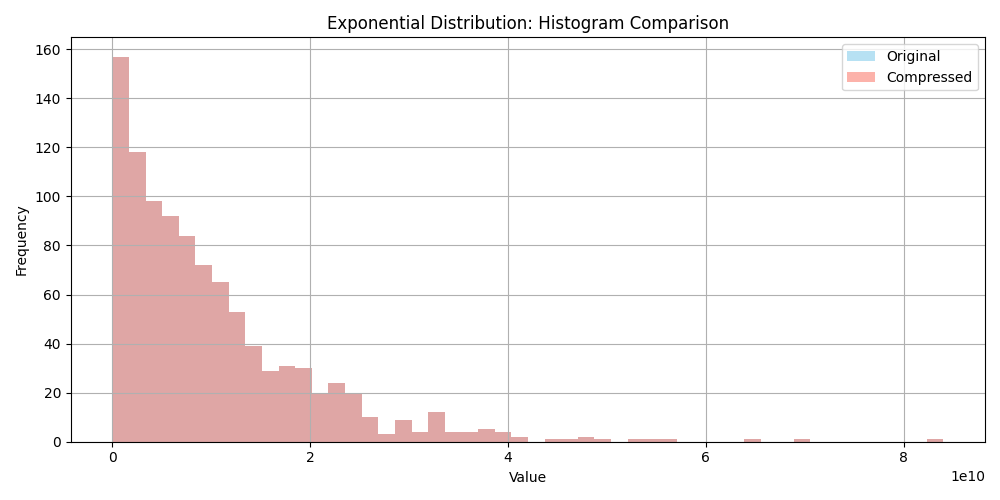 Exponential Distribution: Histogram Comparison
Original
Compressed
Frequency
160
140
120
100
80
60
40
20
0
0 2 4 6 8
1e10
Value